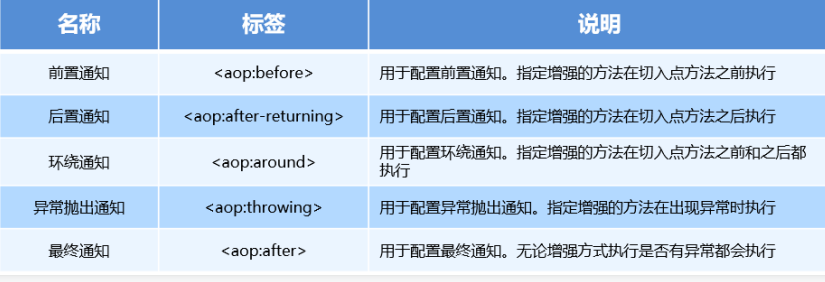 名称 标签 说明
前置通知 <aop:before> 用于配置前置通知。指定增强的方法在切入点方法之前执行
后置通知 <aop:after-returning> 用于配置后置通知。指定增强的方法在切入点方法之后执行
环绕通知 <aop:around> 用于配置环绕通知。指定增强的方法在切入点方法之前和之后都
执行
异常抛出通知 <aop:throwing> 用于配置异常抛出通知。指定增强的方法在出现异常时执行
最终通知 <aop:after> 用于配置最终通知。无论增强方式执行是否有异常都会执行